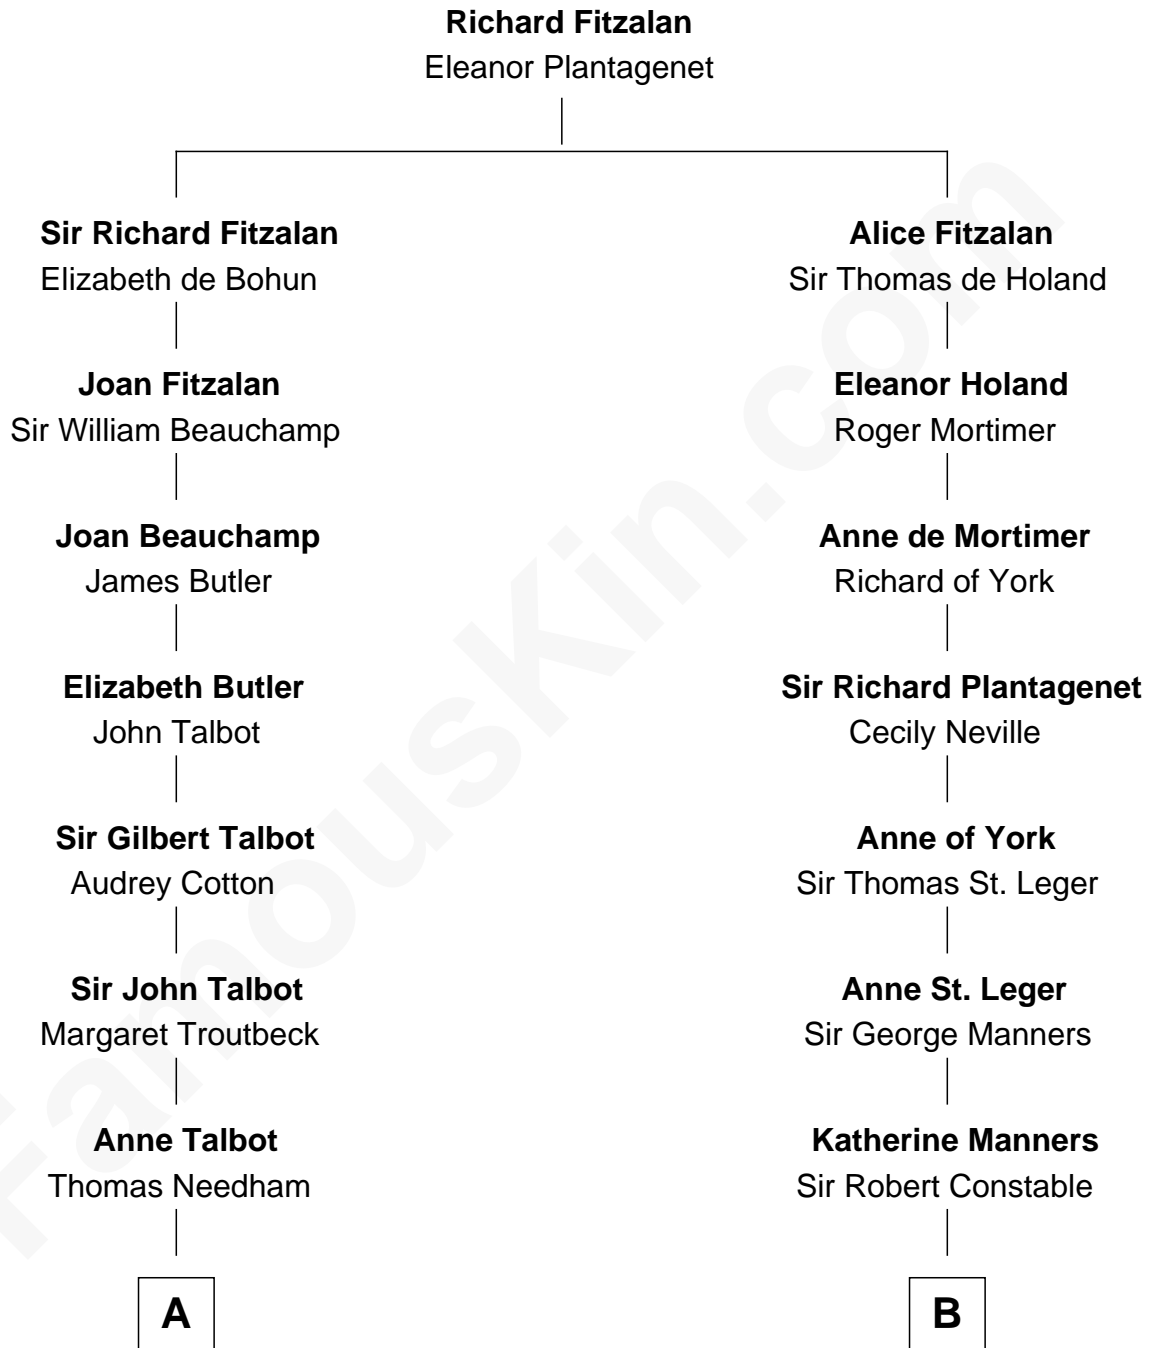 Richard Fitzalan
Eleanor Plantagenet
Sir Richard Fitzalan
Elizabeth de Bohun
Alice Fitzalan
Sir Thomas de Holand
Joan Fitzalan
Sir William Beauchamp
Eleanor Holand
Roger Mortimer
Joan Beauchamp
James Butler
Anne de Mortimer
Richard of York
Elizabeth Butler
John Talbot
Sir Richard Plantagenet
Cecily Neville
Sir Gilbert Talbot
Audrey Cotton
Anne of York
Sir Thomas St. Leger
Sir John Talbot
Margaret Troutbeck
Anne St. Leger
Sir George Manners
Anne Talbot
Thomas Needham
Katherine Manners
Sir Robert Constable
A
B
FamousKin.com